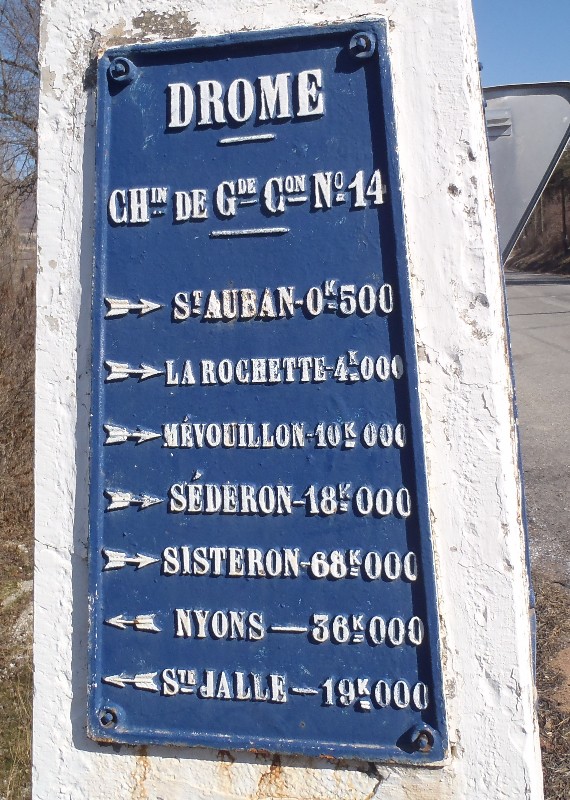 DROME
CHIN DE GDE CON NO 14
ST AUBAN-0K500
LA ROCHETTE-4K000
MÉVOUILLON-10K000
SÉDERON-18K000
SISTERON-68K000
NYONS-36K000
STE JALLE-19K000